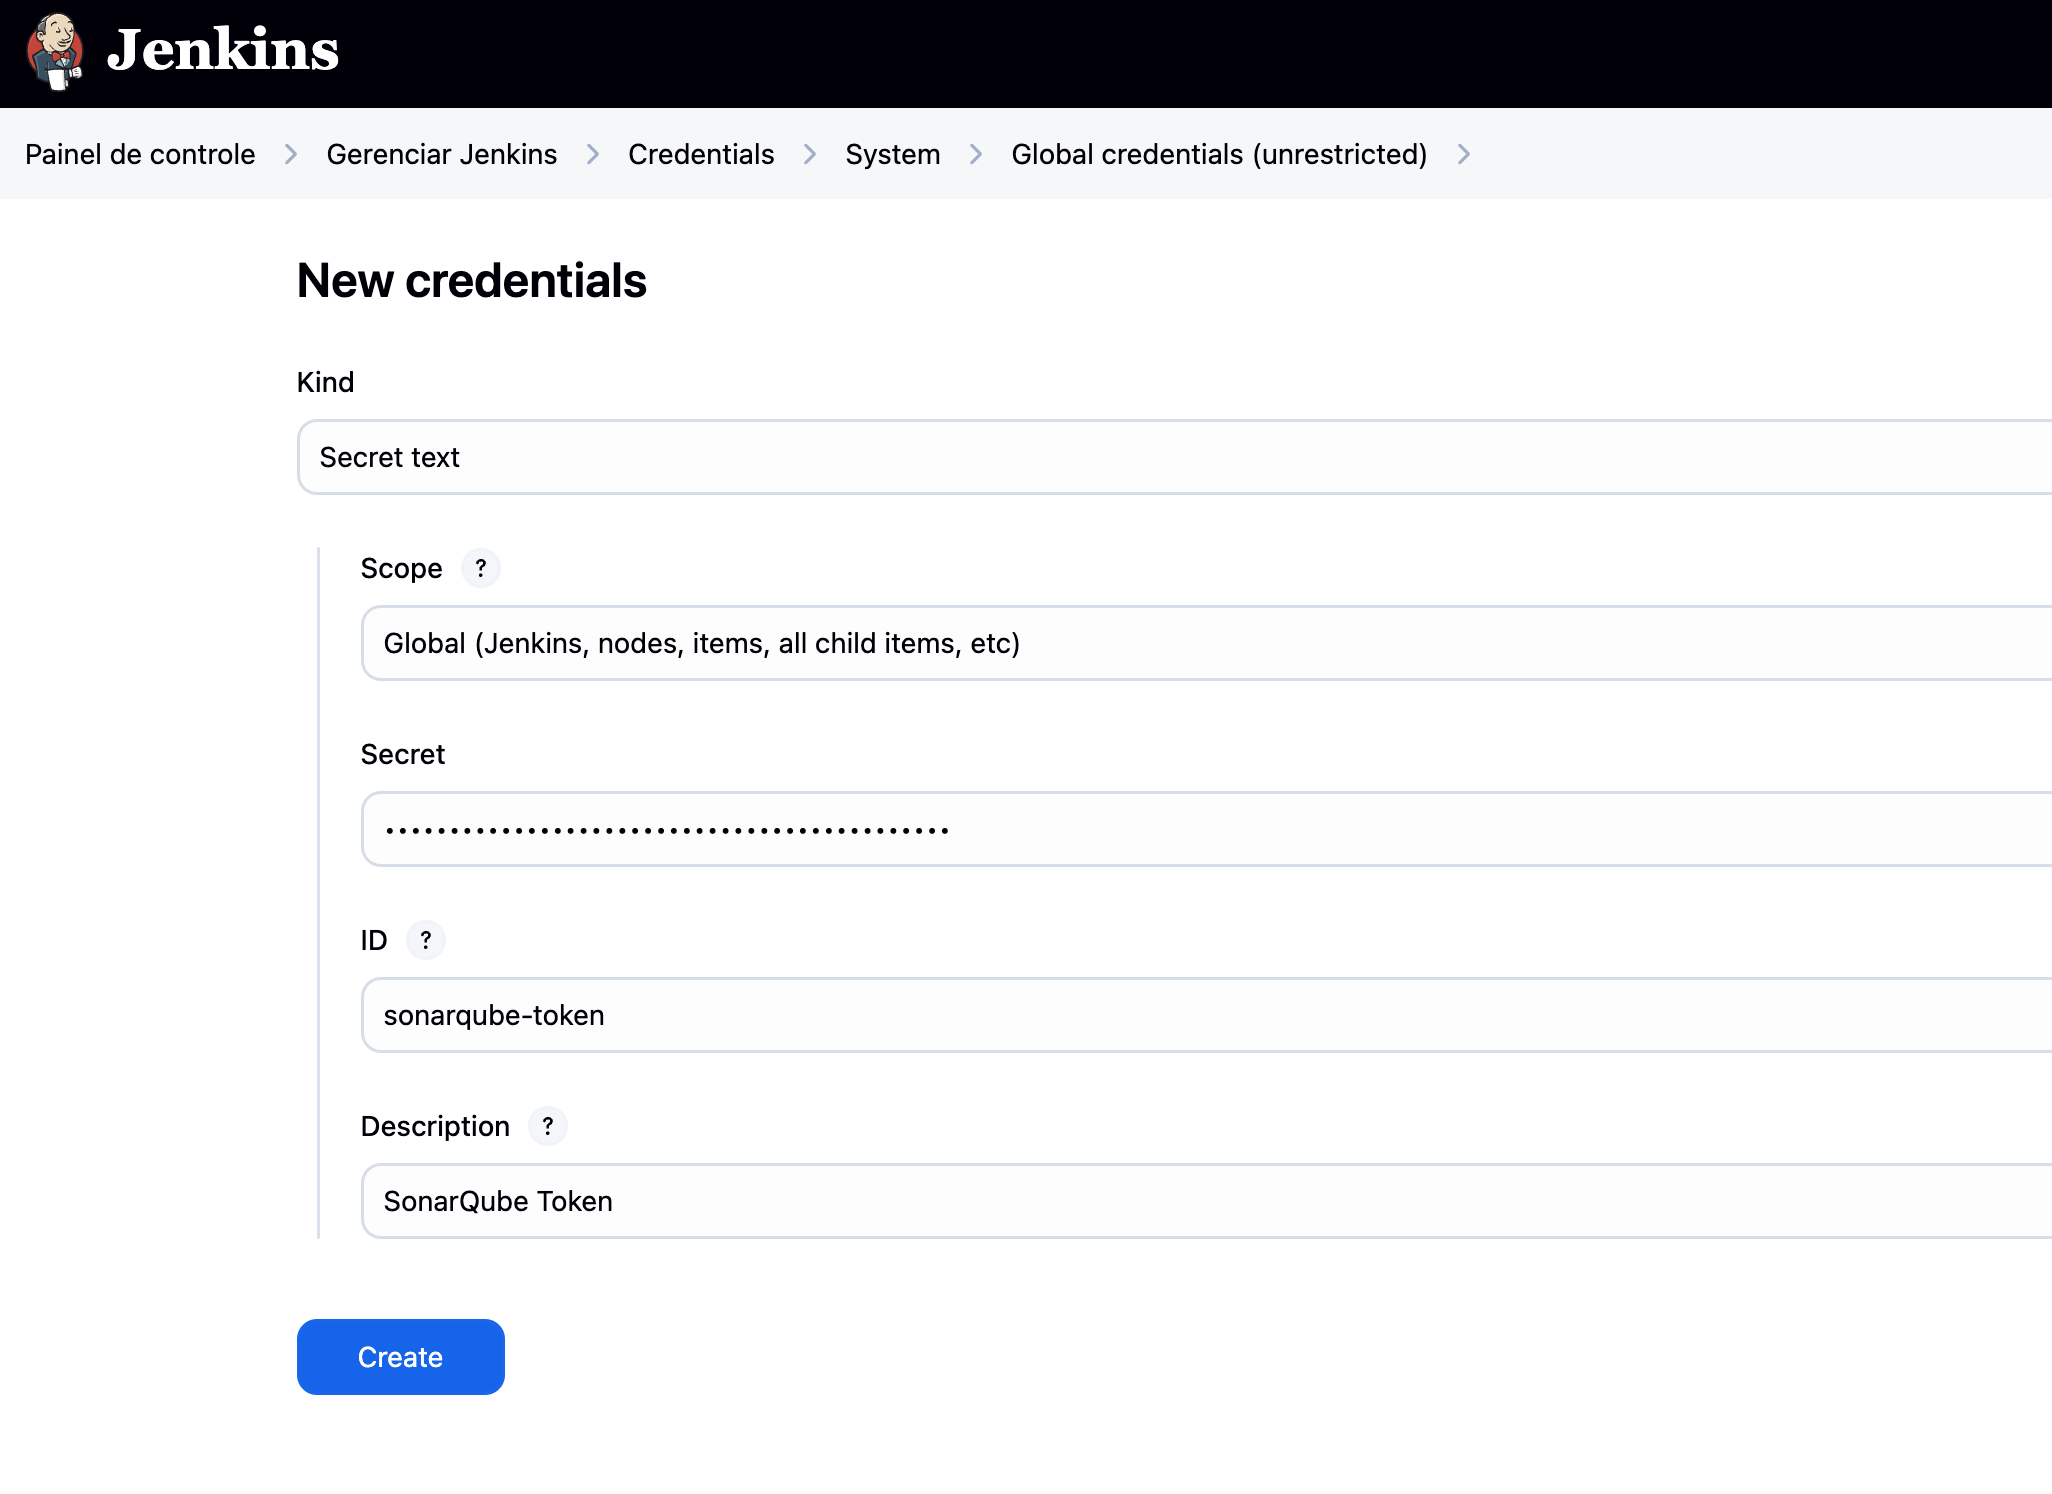 Jenkins
Painel de controle > Gerenciar Jenkins > Credentials > System > Global credentials (unrestricted) >
New credentials
Kind
Secret text
Scope ?
Global (Jenkins, nodes, items, all child items, etc)
Secret
••••••••••••••••••••••••••••••••••••••••••••
ID ?
sonarqube-token
Description ?
SonarQube Token
Create